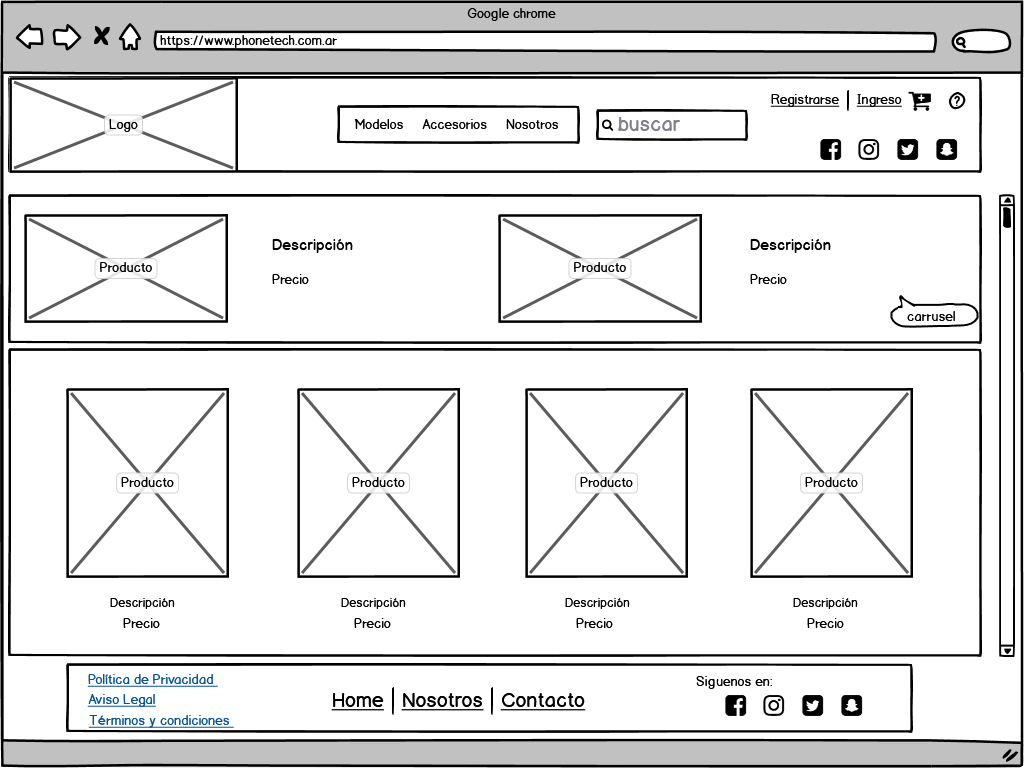 Google chrome
https://www.phonetech.com.ar
Registrarse Ingreso
Logo
Modelos Accesorios Nosotros
buscar
Descripción
Descripción
Producto
Producto
Precio
Precio
carrusel
Producto
Producto
Producto
Producto
Descripción
Descripción
Descripción
Descripción
Precio
Precio
Precio
Precio
Política de Privacidad
Aviso Legal
Términos y condiciones
Home Nosotros Contacto
Siguenos en: